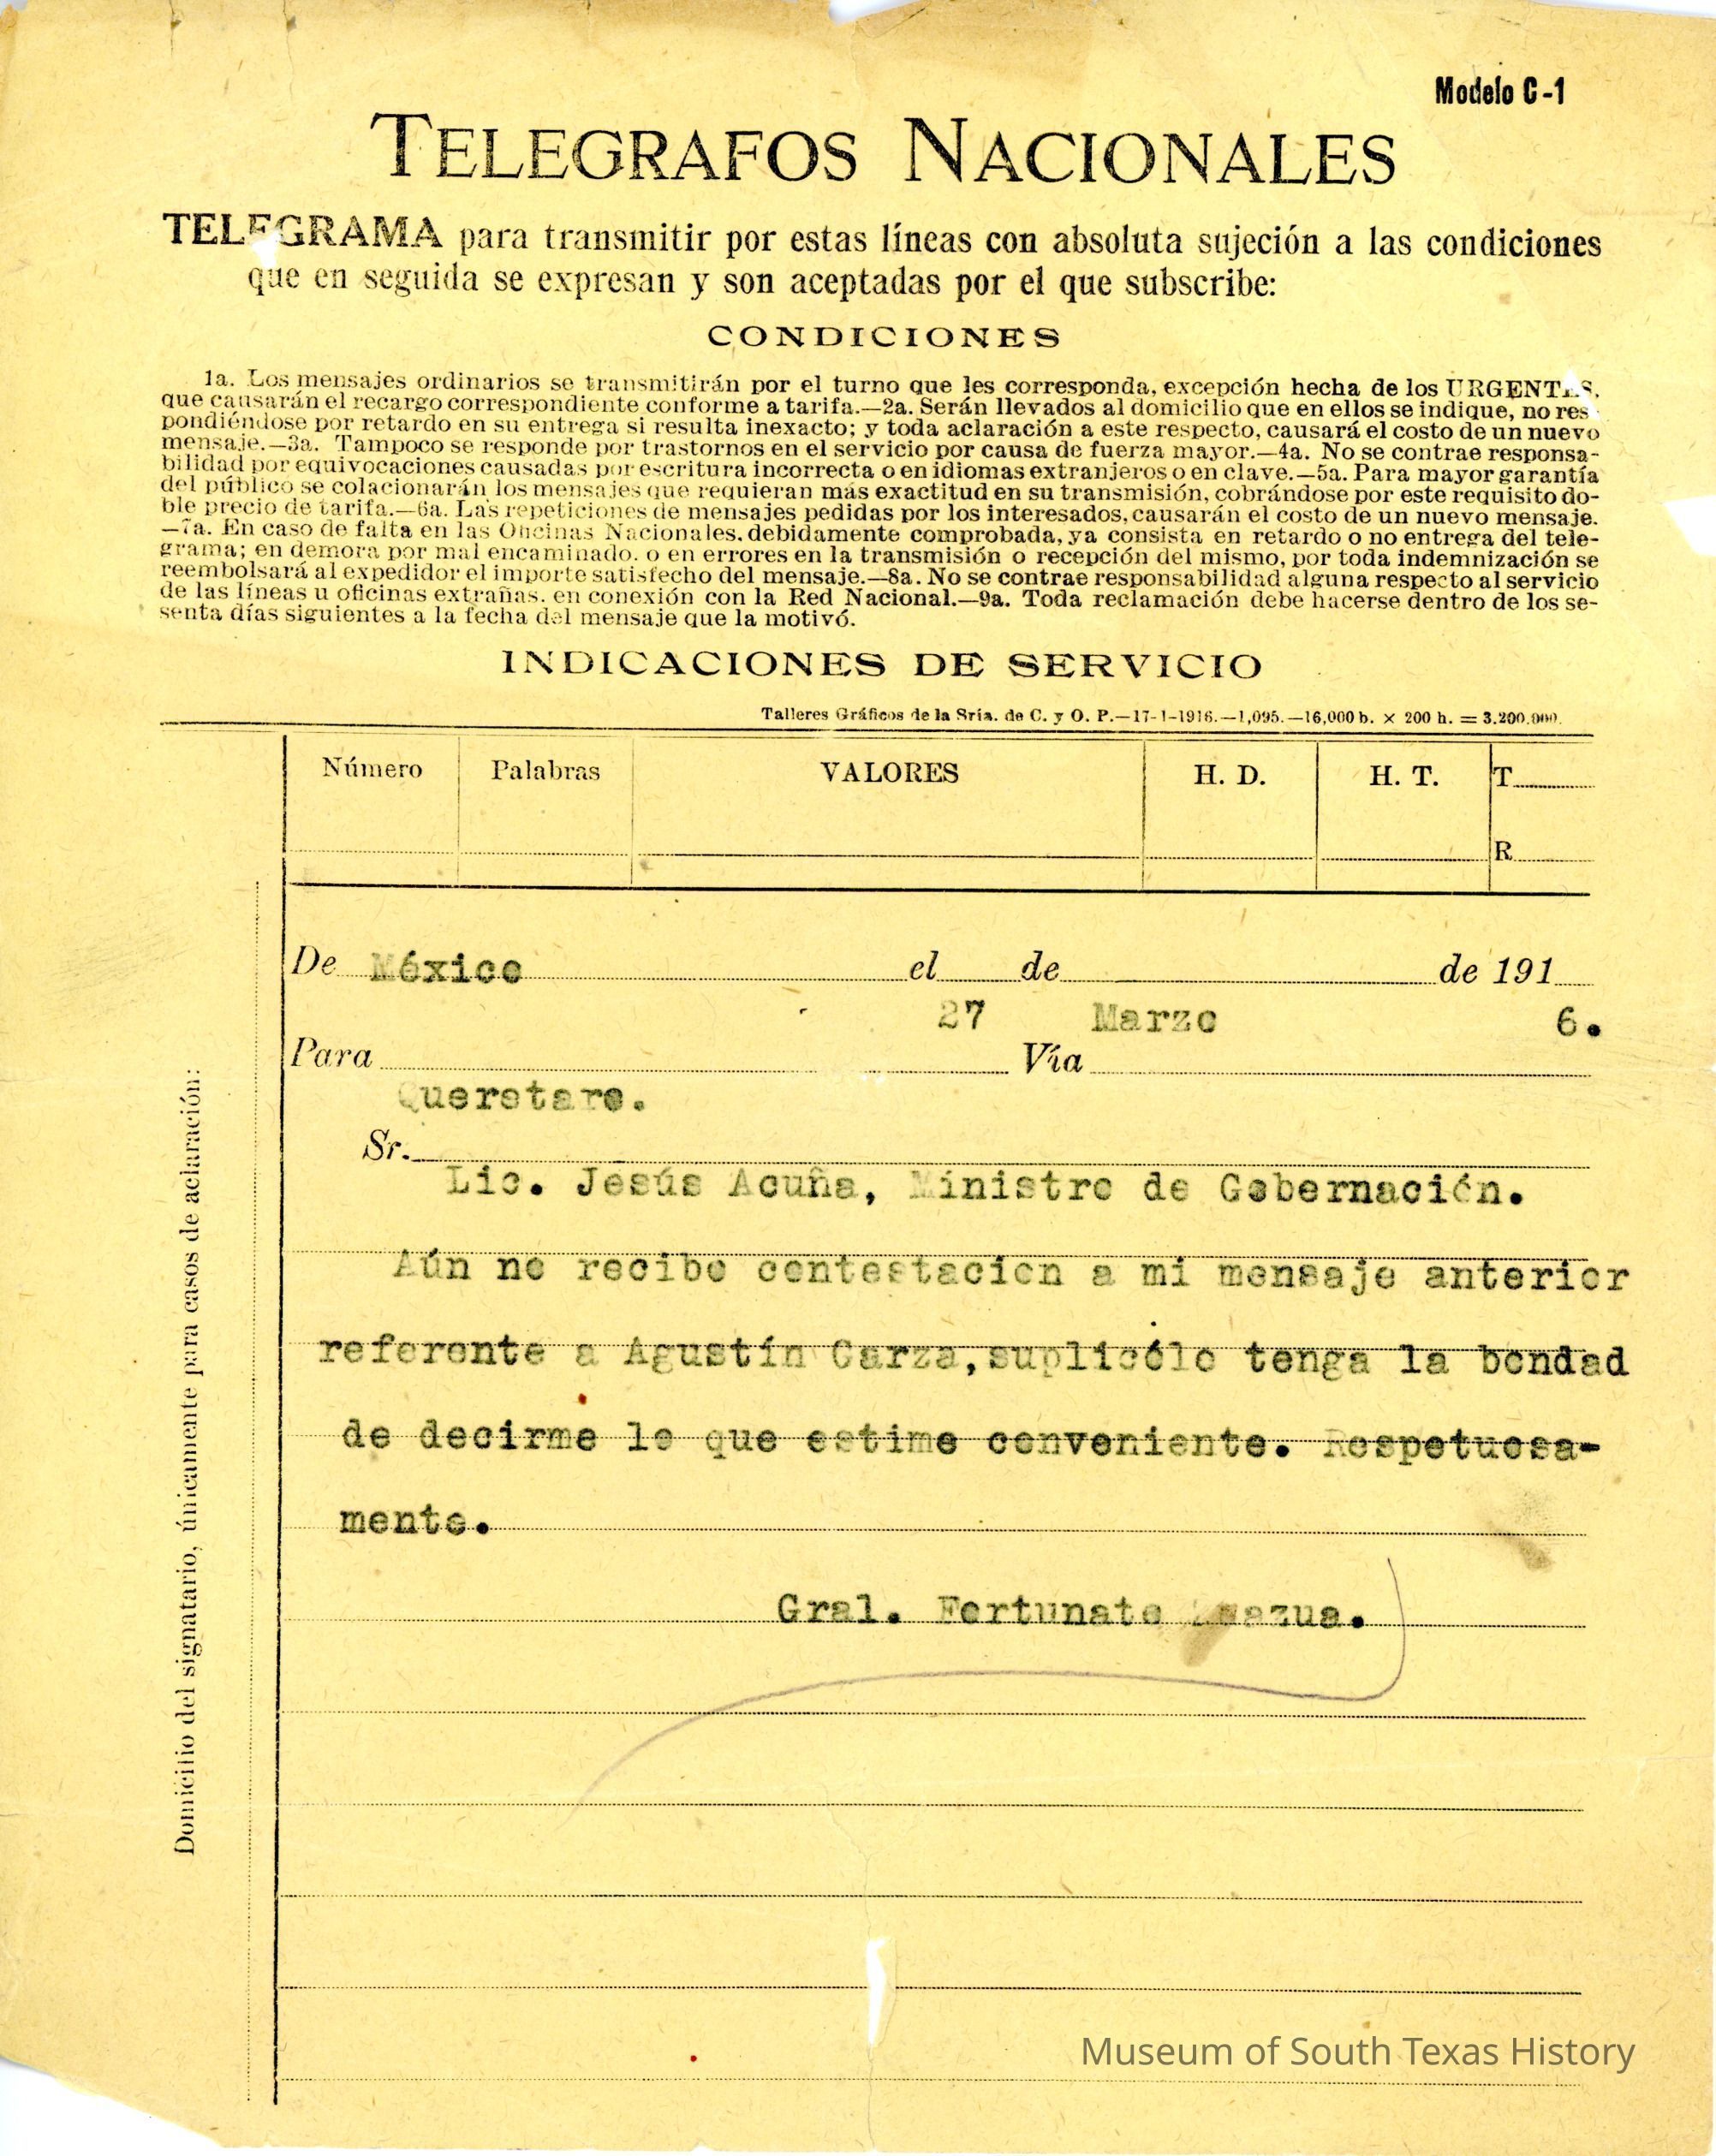 Modelo C-1
TELEGRAFOS NACIONALES
TELEGRAMA para transmitir por estas líneas con absoluta sujeción a las condiciones
que en seguida se expresan y son aceptadas por el que subscribe:
CONDICIONES
1a. Los mensajes ordinarios se transmitirán por el turno que les corresponda, excepción hecha de los URGENTES,
que causarán el recargo correspondiente conforme a tarifa.—2a. Serán llevados al domicilio que en ellos se indique, no res
pondiéndose por retardo en su entrega si resulta inexacto; y toda aclaración a este respecto, causará el costo de un nuevo
mensaje.—3a. Tampoco se responde por trastornos en el servicio por causa de fuerza mayor.—4a. No se contrae responsa-
bilidad por equivocaciones causadas por escritura incorrecta o en idiomas extranjeros o en clave.—5a. Para mayor garantía
del público se colacionarán los mensajes que requieran más exactitud en su transmisión, cobrándose por este requisito do-
ble precio de tarifa.—6a. Las repeticiones de mensajes pedidas por los interesados, causarán el costo de un nuevo mensaje.
—7a. En caso de falta en las Oficinas Nacionales, debidamente comprobada, ya consista en retardo o no entrega del tele-
grama; en demora por mal encaminado, o en errores en la transmisión o recepción del mismo, por toda indemnización se
reembolsará al expedidor el importe satisfecho del mensaje.—8a. No se contrae responsabilidad alguna respecto al servicio
de las líneas u oficinas extrañas, en conexión con la Red Nacional.—9a. Toda reclamación debe hacerse dentro de los se-
senta días siguientes a la fecha del mensaje que la motivó.
INDICACIONES DE SERVICIO
Talleres Gráficos de la Sría. de C. y O. P.—17-1-1916.—1,095.—16,000 b. × 200 h. = 3.200.000.
Número Palabras VALORES H. D. H. T. T
R
De México el de de 191
27 Marzo 6.
Para Vía
Queretaro.
Sr.
Lic. Jesús Acuña, Ministro de Gobernación.
Aún no recibo contestacion a mi mensaje anterior
referente a Agustín Garza, suplicólo tenga la bondad
de decirme lo que estime conveniente. Respetuosa-
mente.
Gral. Fortunato Zuazua.
Domicilio del signatario, únicamente para casos de aclaración:
Museum of South Texas History